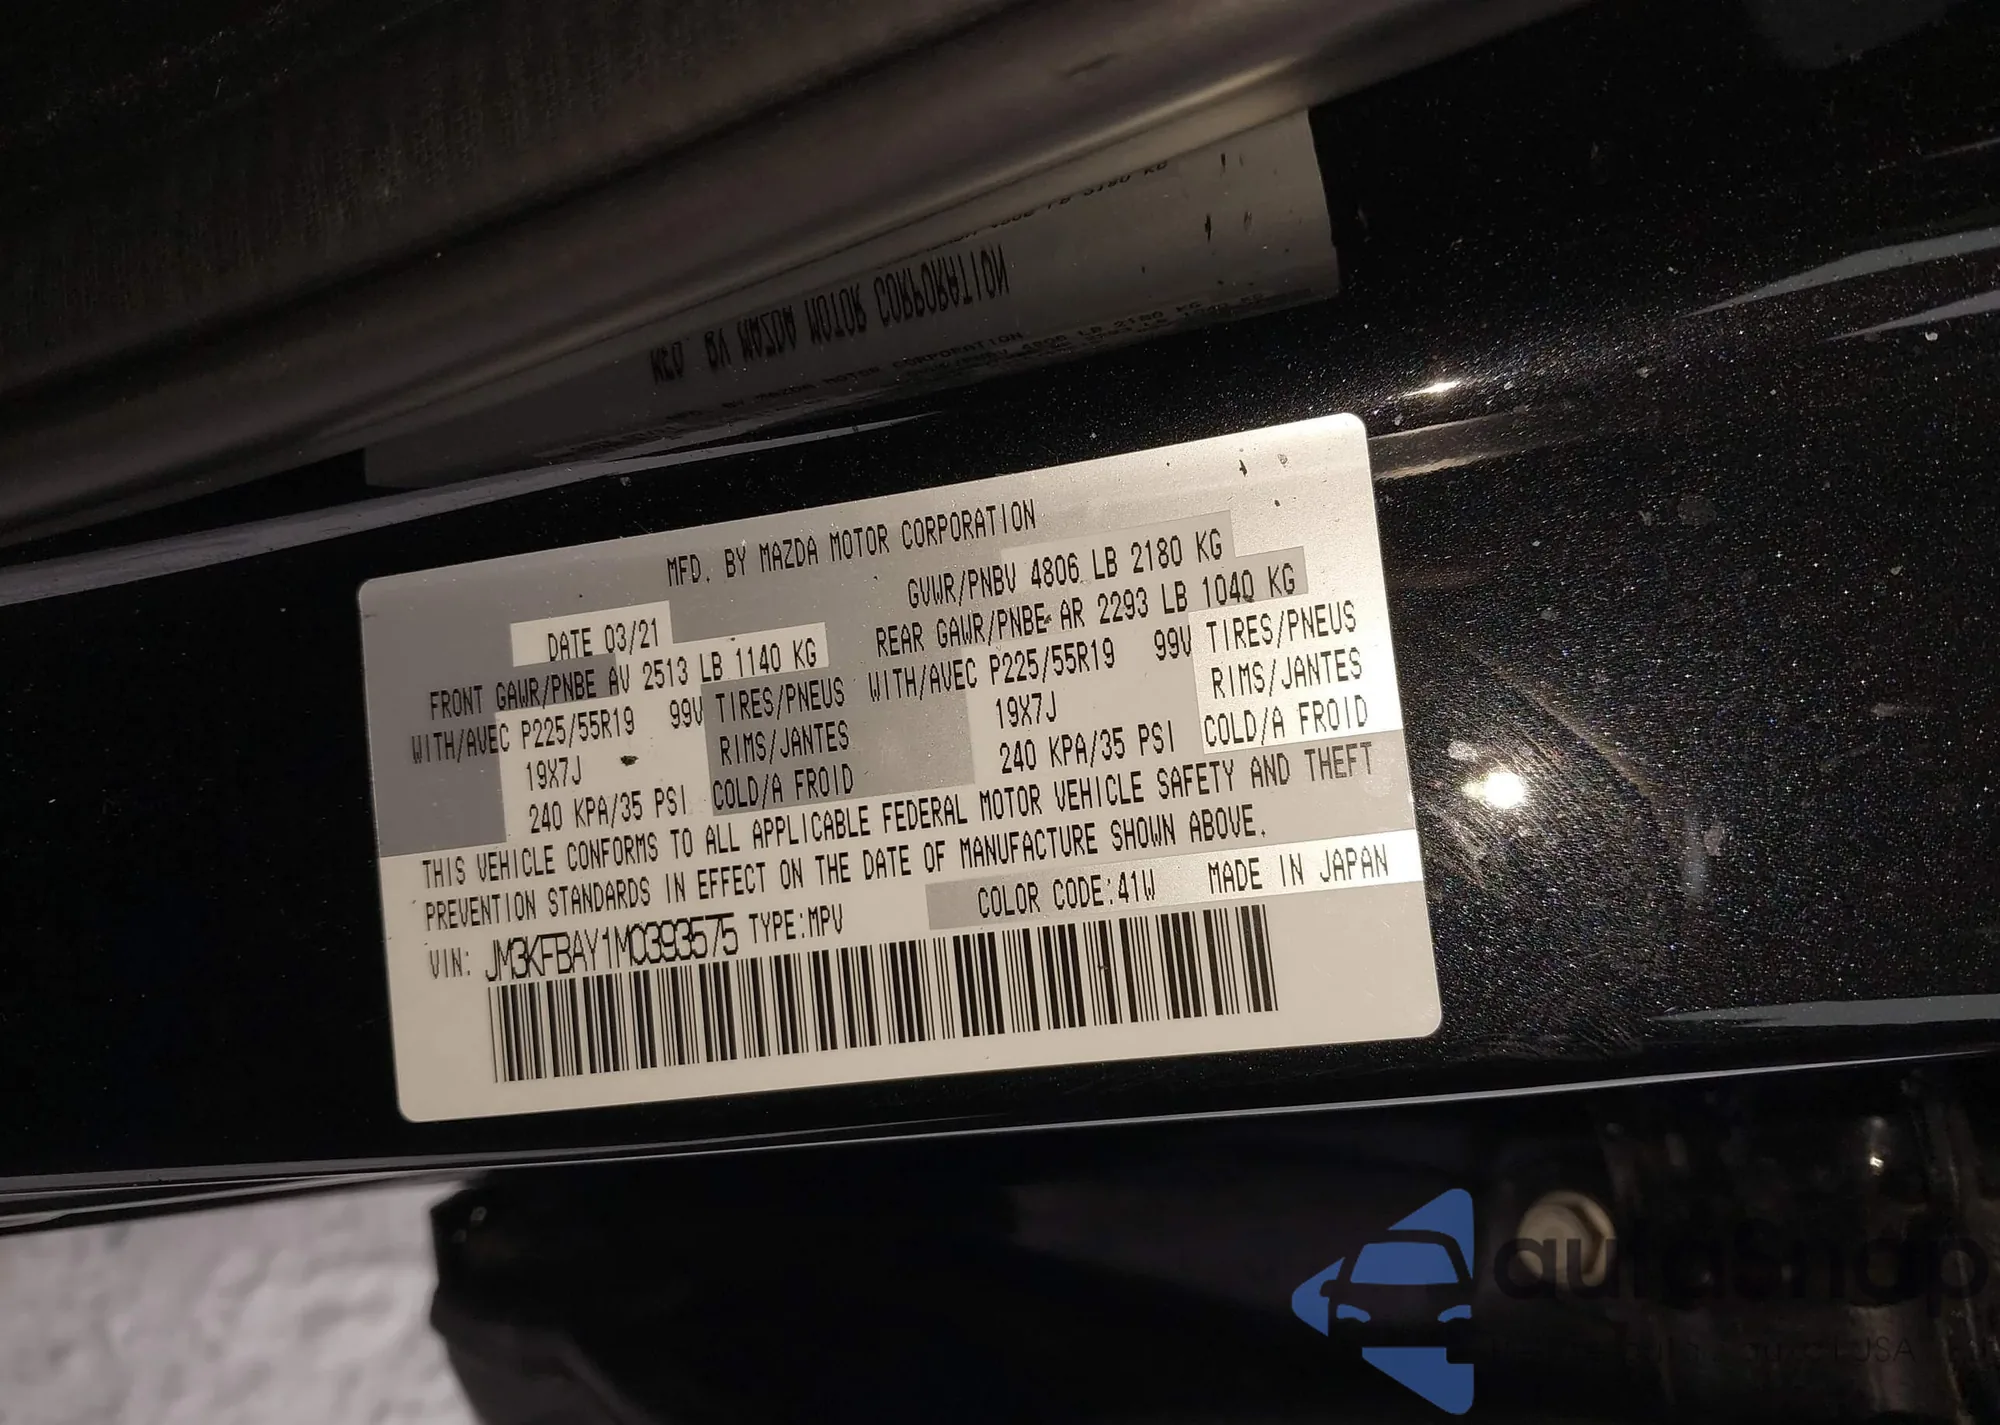 MFD. BY MAZDA MOTOR CORPORATION
DATE 03/21 GVWR/PNBV 4806 LB 2180 KG
FRONT GAWR/PNBE AV 2513 LB 1140 KG REAR GAWR/PNBE AR 2293 LB 1040 KG
WITH/AVEC P225/55R19 99V TIRES/PNEUS WITH/AVEC P225/55R19 99V TIRES/PNEUS
19X7J RIMS/JANTES 19X7J RIMS/JANTES
240 KPA/35 PSI COLD/A FROID 240 KPA/35 PSI COLD/A FROID
THIS VEHICLE CONFORMS TO ALL APPLICABLE FEDERAL MOTOR VEHICLE SAFETY AND THEFT
PREVENTION STANDARDS IN EFFECT ON THE DATE OF MANUFACTURE SHOWN ABOVE.
COLOR CODE:41W MADE IN JAPAN
VIN: JM3KFBAY1M0393575 TYPE:MPV